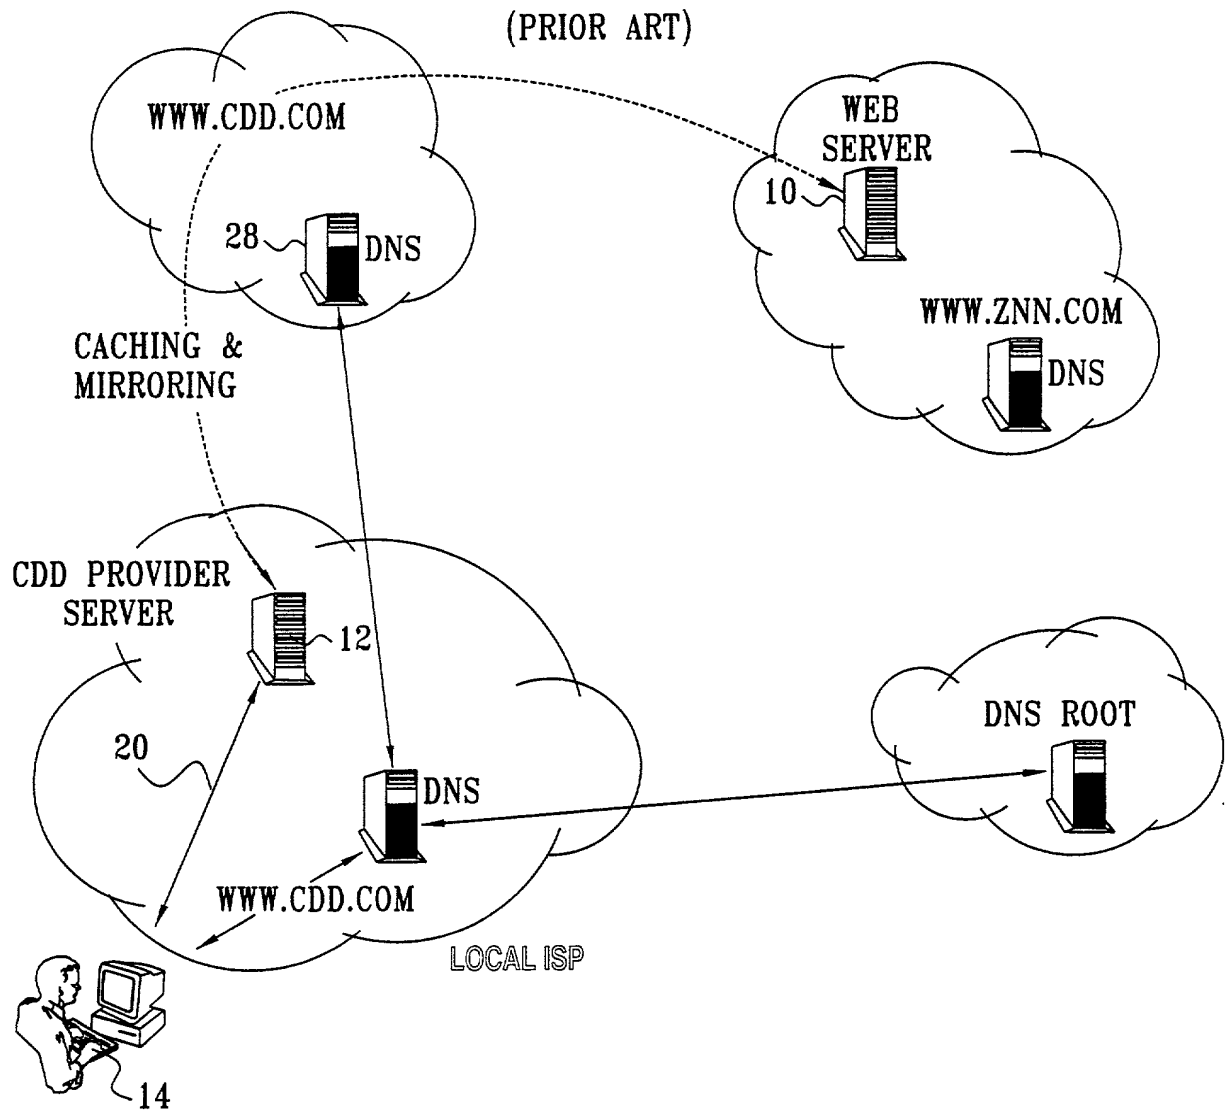 (PRIOR ART)
WWW.CDD.COM
WEB
SERVER
10
28
DNS
WWW.ZNN.COM
DNS
CACHING &
MIRRORING
CDD PROVIDER
SERVER
12
DNS ROOT
20
DNS
WWW.CDD.COM
LOCAL ISP
14